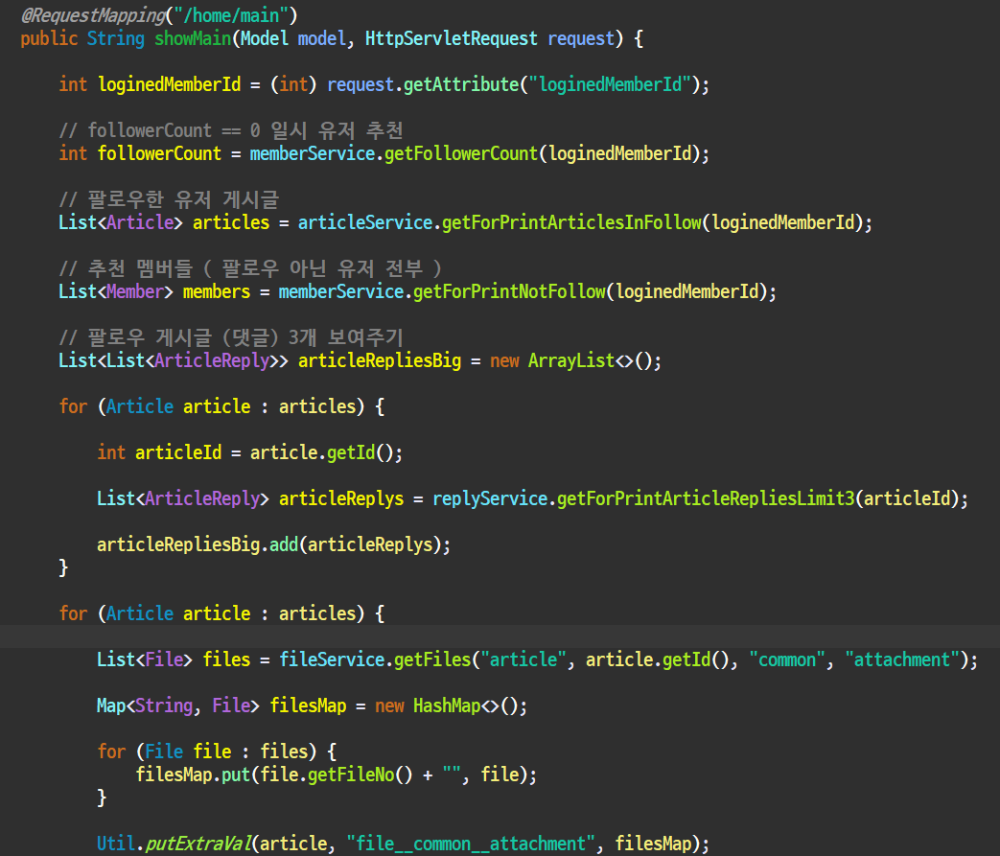 @RequestMapping("/home/main")
public String showMain(Model model, HttpServletRequest request) {
int loginedMemberId = (int) request.getAttribute("loginedMemberId");
// followerCount == 0 일시 유저 추천
int followerCount = memberService.getFollowerCount(loginedMemberId);
// 팔로우한 유저 게시글
List<Article> articles = articleService.getForPrintArticlesInFollow(loginedMemberId);
// 추천 멤버들 ( 팔로우 아닌 유저 전부 )
List<Member> members = memberService.getForPrintNotFollow(loginedMemberId);
// 팔로우 게시글 (댓글) 3개 보여주기
List<List<ArticleReply>> articleRepliesBig = new ArrayList<>();
for (Article article : articles) {
int articleId = article.getId();
List<ArticleReply> articleReplys = replyService.getForPrintArticleRepliesLimit3(articleId);
articleRepliesBig.add(articleReplys);
}
for (Article article : articles) {
List<File> files = fileService.getFiles("article", article.getId(), "common", "attachment");
Map<String, File> filesMap = new HashMap<>();
for (File file : files) {
filesMap.put(file.getFileNo() + "", file);
}
Util.putExtraVal(article, "file__common__attachment", filesMap);